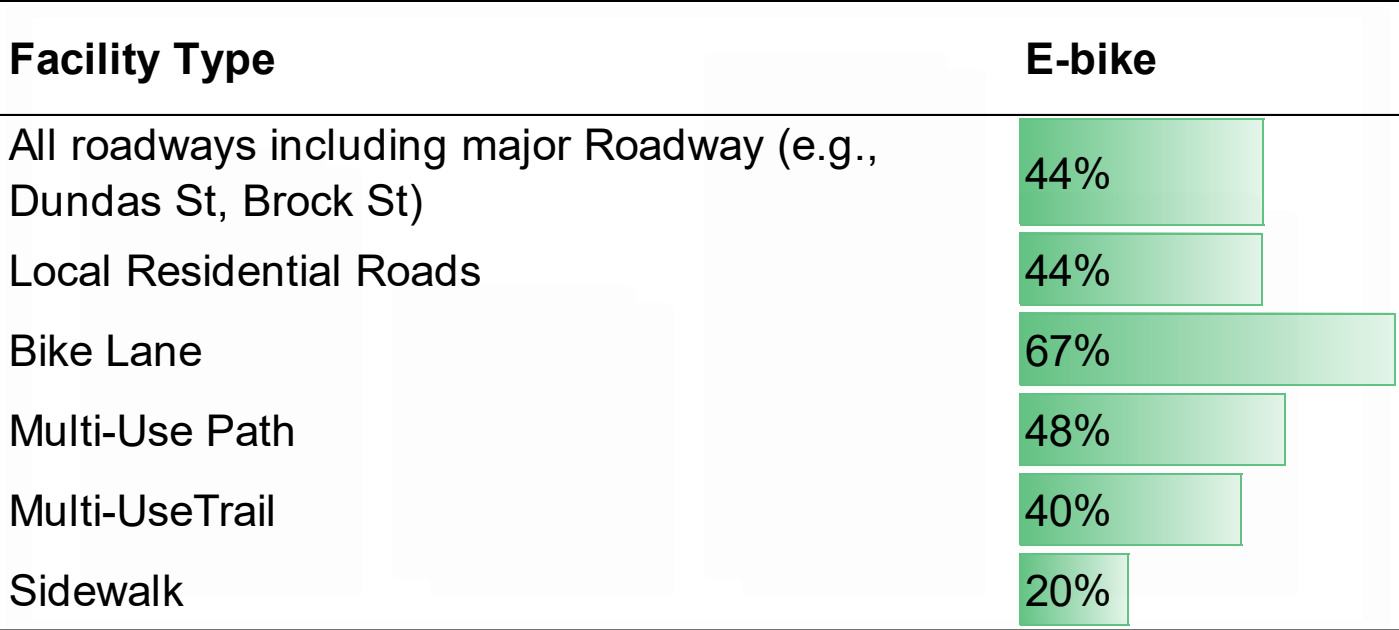 Facility Type E-bike
All roadways including major Roadway (e.g.,
Dundas St, Brock St) 44%
Local Residential Roads 44%
Bike Lane 67%
Multi-Use Path 48%
Multi-UseTrail 40%
Sidewalk 20%